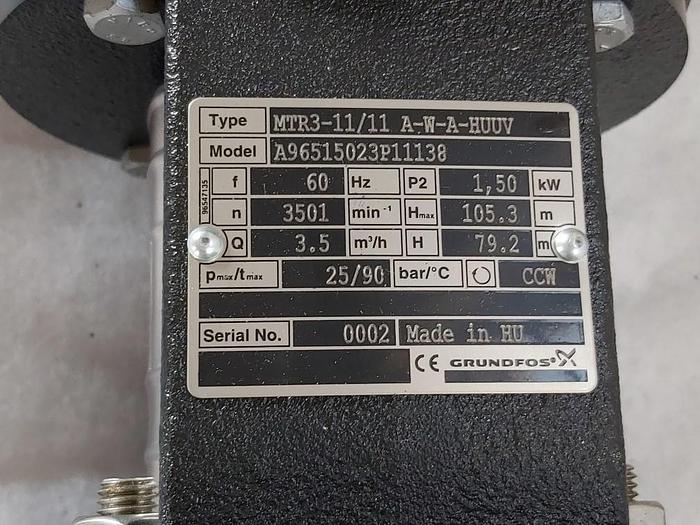 Type MTR3-11/11 A-W-A-HUUV
Model A96515023P11138
96547135
f 60 Hz P2 1,50 kW
n 3501 min⁻¹ Hmax 105.3 m
Q 3.5 m³/h H 79.2 m
pmax/tmax 25/90 bar/°C CCW
Serial No. 0002 Made in HU
CE GRUNDFOS